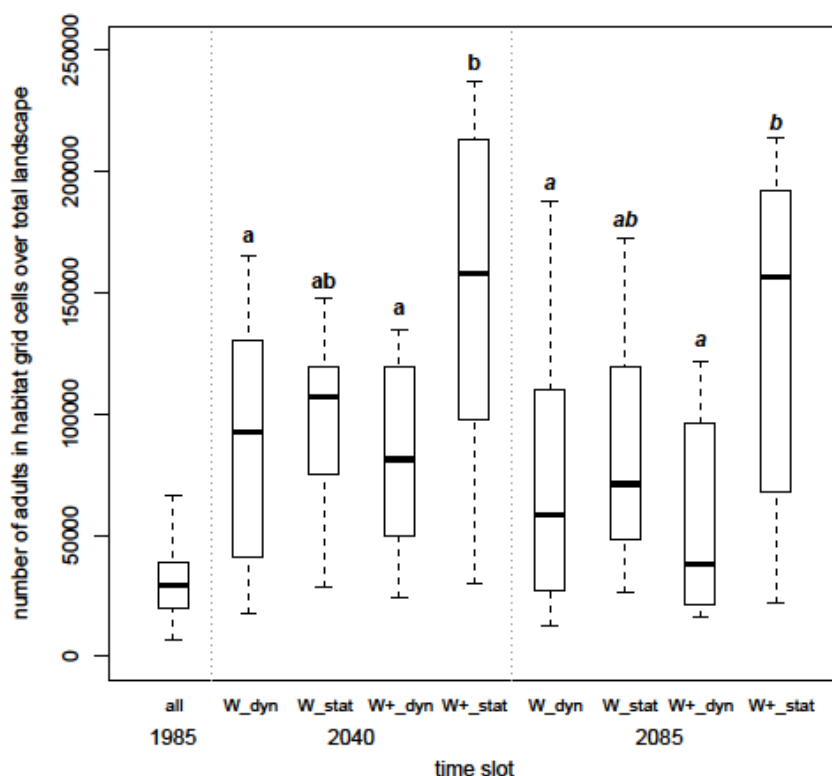 number of adults in habitat grid cells over total landscape
250000
200000
150000
100000
50000
0
a
ab
a
b
a
ab
a
b
all W_dyn W_stat W+_dyn W+_stat W_dyn W_stat W+_dyn W+_stat
1985 2040 2085
time slot